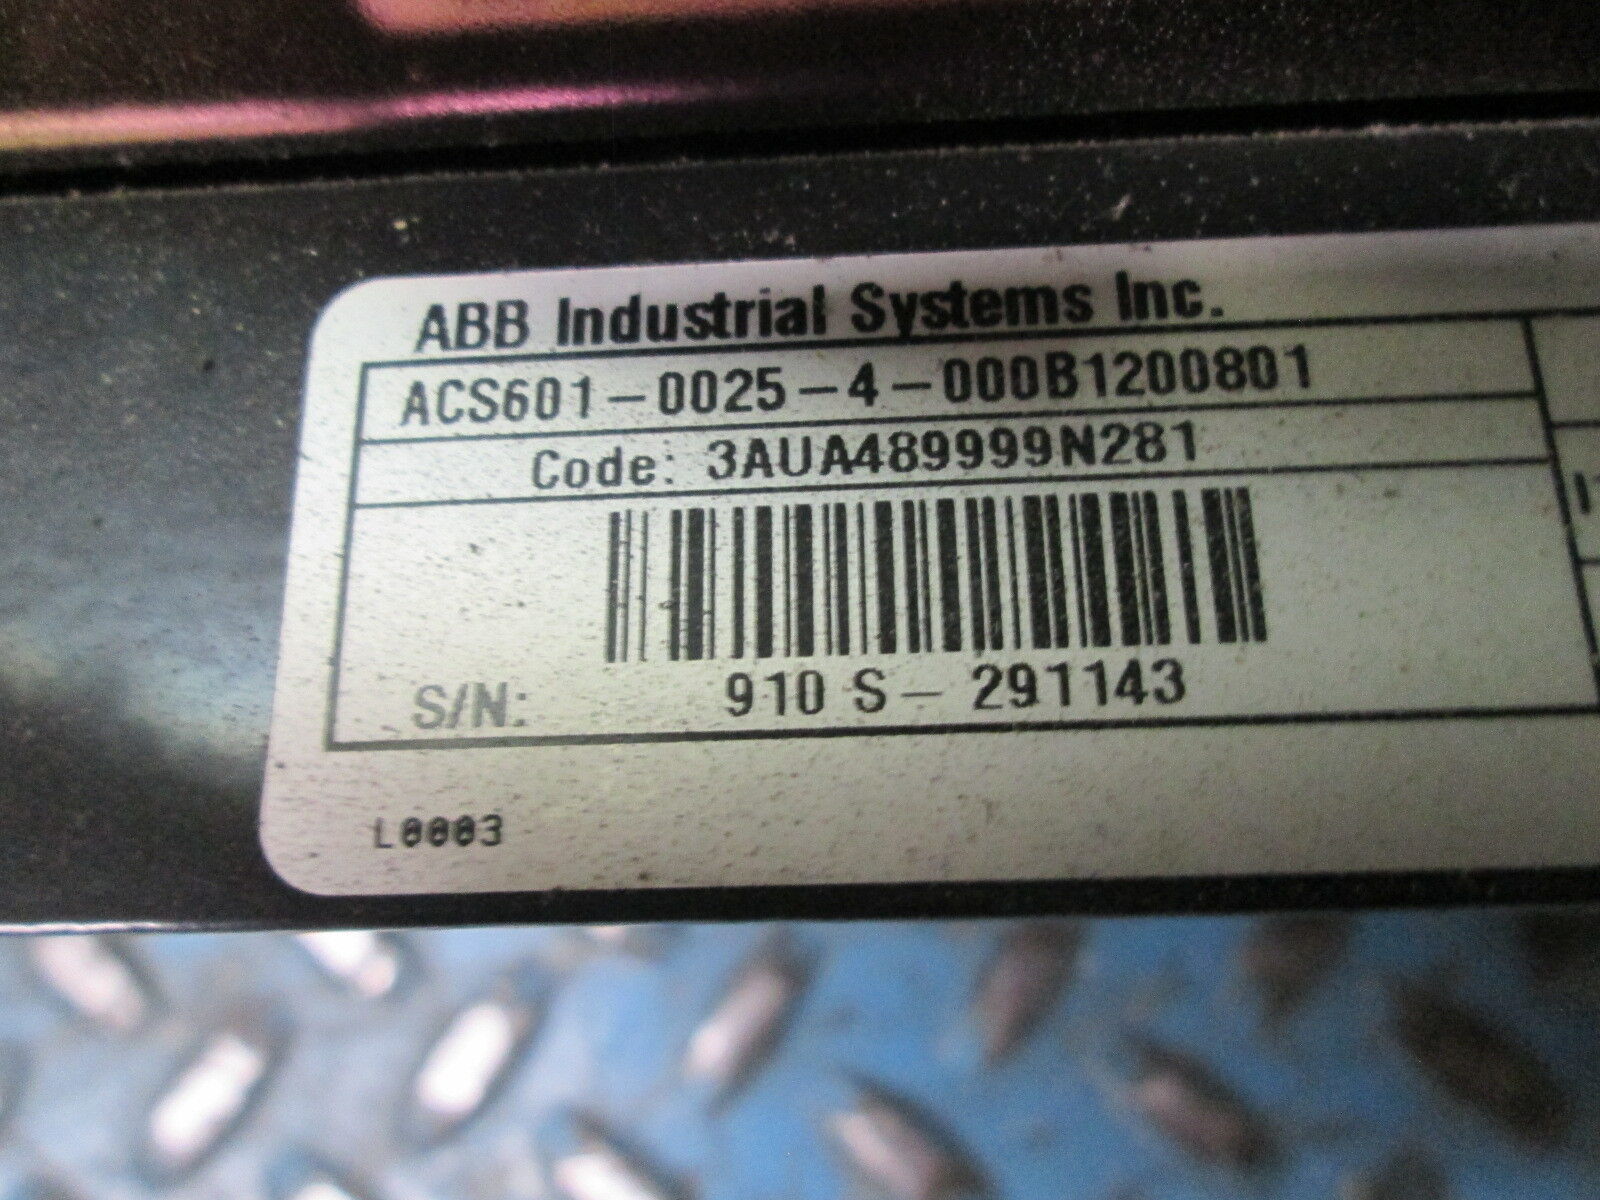 ABB Industrial Systems Inc.
ACS601-0025-4-000B1200801
Code: 3AUA489999N281
S/N: 910 S- 291143
L0003